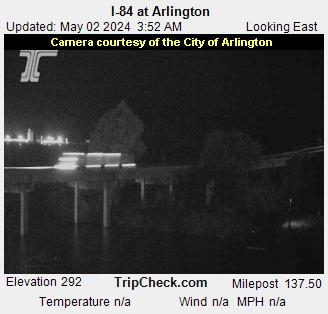 I-84 at Arlington
Updated: May 02 2024 3:52 AM Looking East
Camera courtesy of the City of Arlington
Elevation 292 TripCheck.com Milepost 137.50
Temperature n/a Wind n/a MPH n/a